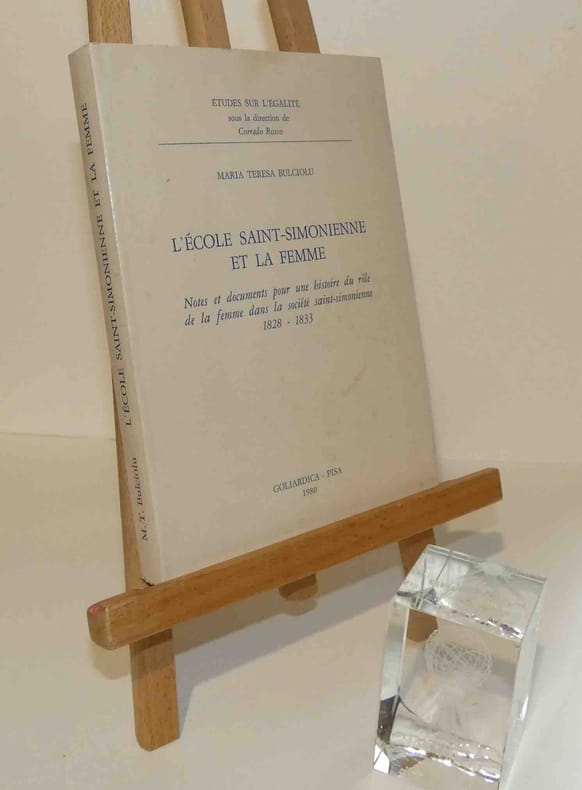 ÉTUDES SUR L'ÉGALITÉ
sous la direction de
Corrado Rosso
MARIA TERESA BULCIOLU
L'ÉCOLE SAINT-SIMONIENNE
ET LA FEMME
Notes et documents pour une histoire du rôle
de la femme dans la société saint-simonienne
1828 - 1833
GOLIARDICA - PISA
1980
M. T. Bulciolu L'ÉCOLE SAINT-SIMONIENNE ET LA FEMME